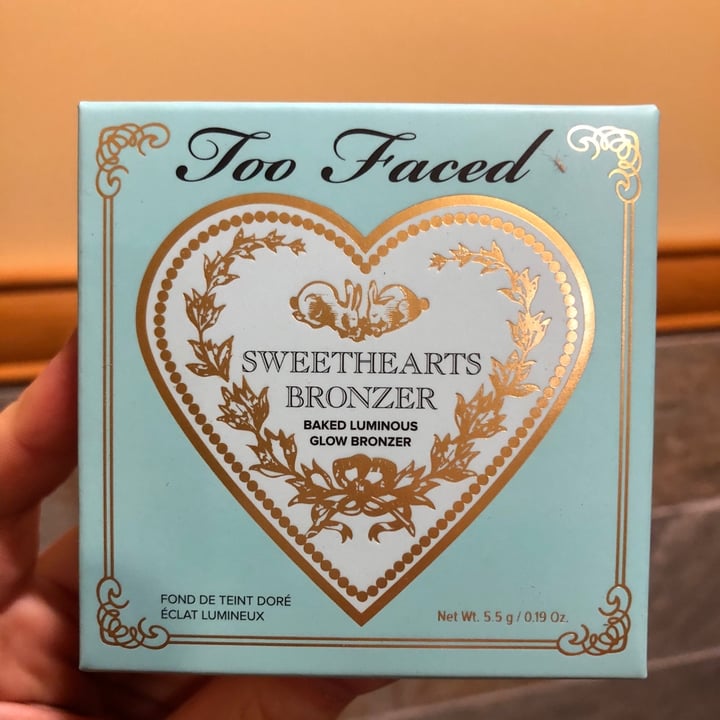 Too Faced
SWEETHEARTS
BRONZER
BAKED LUMINOUS
GLOW BRONZER
FOND DE TEINT DORÉ
ÉCLAT LUMINEUX
Net Wt. 5.5 g / 0.19 Oz.